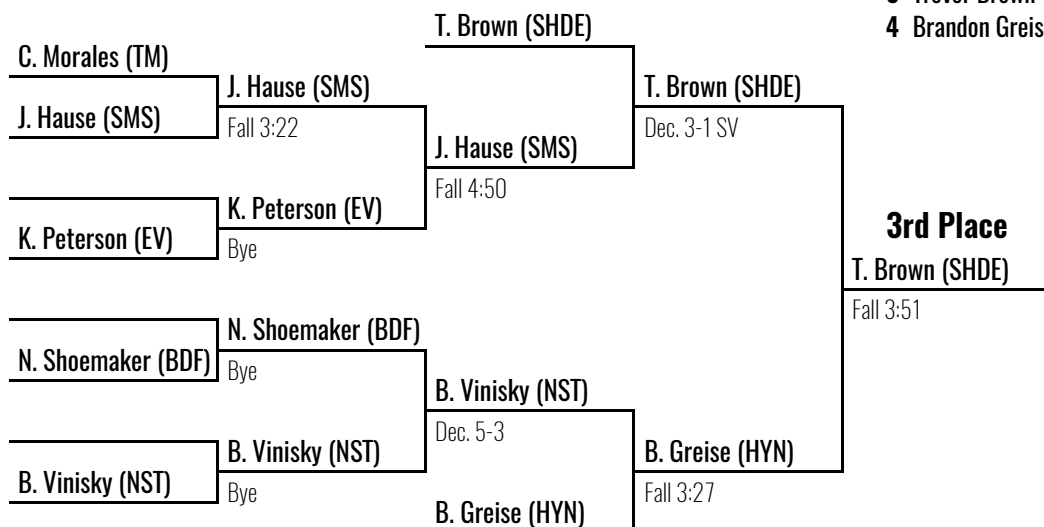 4 Brandon Greis
T. Brown (SHDE)
C. Morales (TM)
J. Hause (SMS)
T. Brown (SHDE)
J. Hause (SMS)
Fall 3:22
Dec. 3-1 SV
J. Hause (SMS)
Fall 4:50
K. Peterson (EV)
3rd Place
K. Peterson (EV)
Bye
T. Brown (SHDE)
Fall 3:51
N. Shoemaker (BDF)
N. Shoemaker (BDF)
Bye
B. Vinisky (NST)
Dec. 5-3
B. Vinisky (NST)
B. Greise (HYN)
B. Vinisky (NST)
Bye
Fall 3:27
B. Greise (HYN)